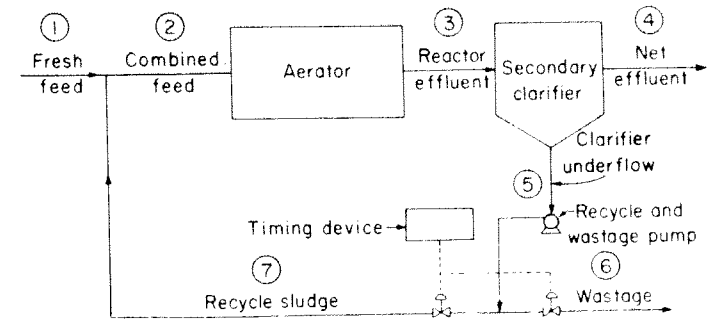 1
Fresh
feed
2
Combined
feed
Aerator
3
Reactor
effluent
Secondary
clarifier
4
Net
effluent
Clarifier
underflow
5
Recycle and
wastage pump
Timing device
6
Wastage
7
Recycle sludge